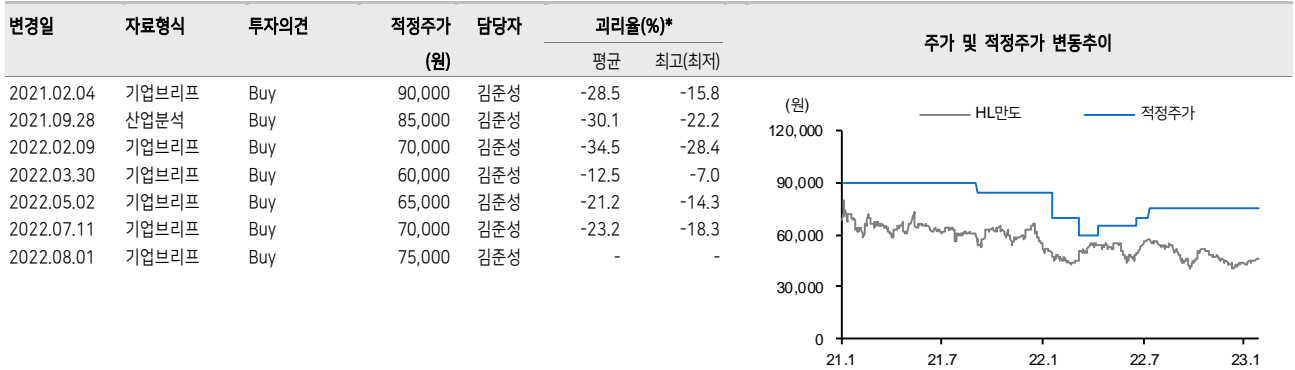 변경일 자료형식 투자의견 적정주가 담당자 괴리율(%)*
(원) 평균 최고(최저)
2021.02.04 기업브리프 Buy 90,000 김준성 -28.5 -15.8
2021.09.28 산업분석 Buy 85,000 김준성 -30.1 -22.2
2022.02.09 기업브리프 Buy 70,000 김준성 -34.5 -28.4
2022.03.30 기업브리프 Buy 60,000 김준성 -12.5 -7.0
2022.05.02 기업브리프 Buy 65,000 김준성 -21.2 -14.3
2022.07.11 기업브리프 Buy 70,000 김준성 -23.2 -18.3
2022.08.01 기업브리프 Buy 75,000 김준성 - -
주가 및 적정주가 변동추이
(원)
HL만도 적정주가
120,000
90,000
60,000
30,000
0
21.1 21.7 22.1 22.7 23.1